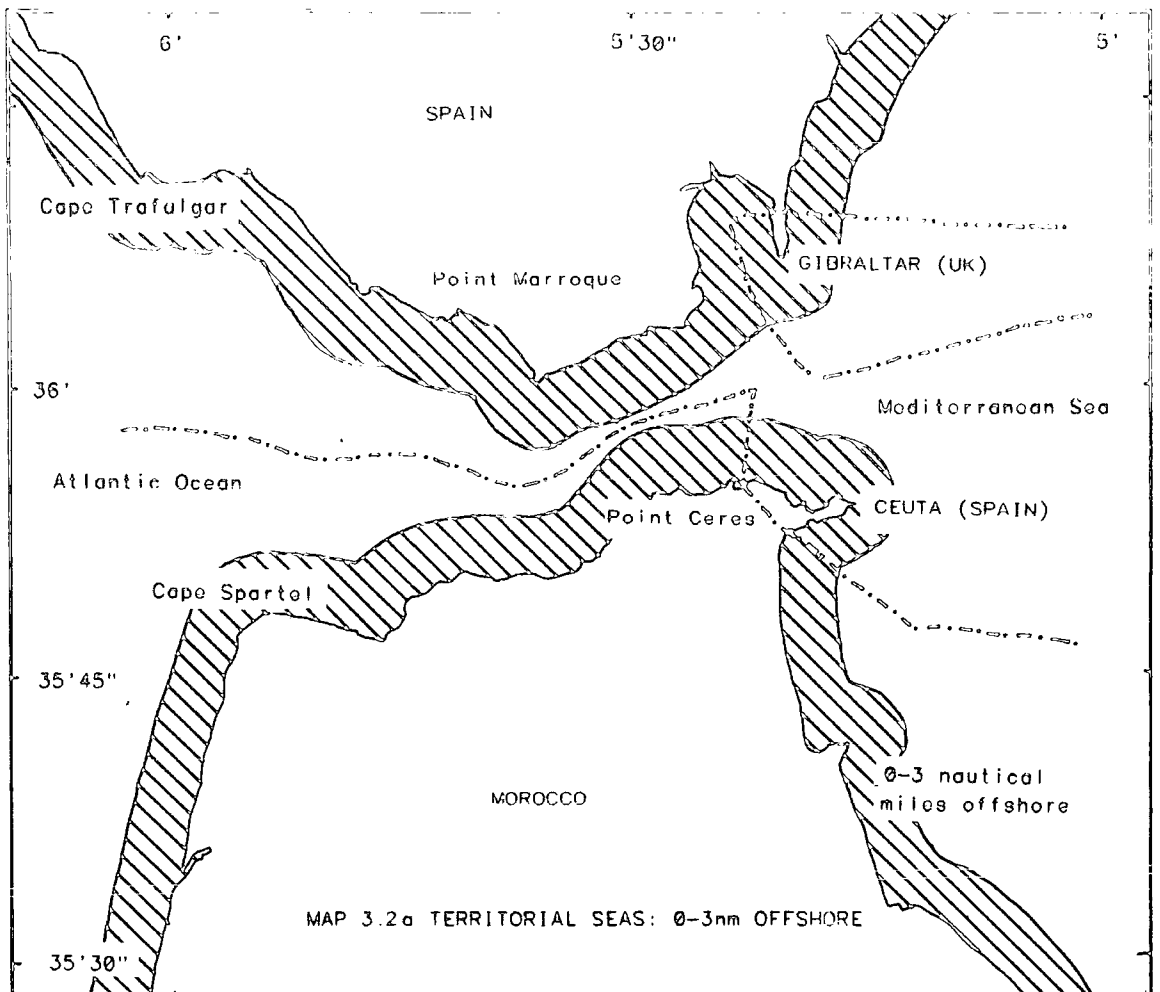 6'
5'30"
5'
SPAIN
Cape Trafulgar
Point Marroque
GIBRALTAR (UK)
36'
Mediterranean Sea
Atlantic Ocean
Point Ceres
CEUTA (SPAIN)
Cape Spartel
35'45"
0-3 nautical
miles offshore
MOROCCO
MAP 3.2a TERRITORIAL SEAS: 0-3nm OFFSHORE
35'30"